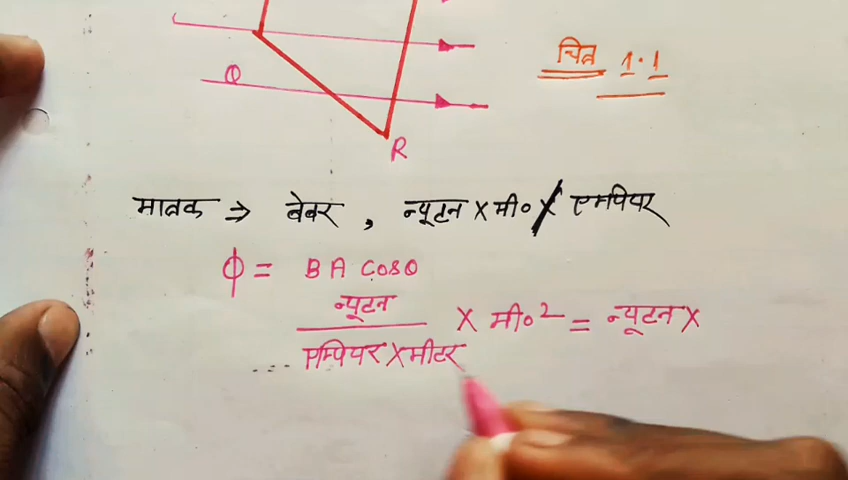 चित्र 1.1
Q
R
मात्रक ⇒ बेबर , न्यूटन X मी० / एम्पियर
Φ = B A Cosθ
न्यूटन
X मी०² = न्यूटन X
एम्पियर X मीटर